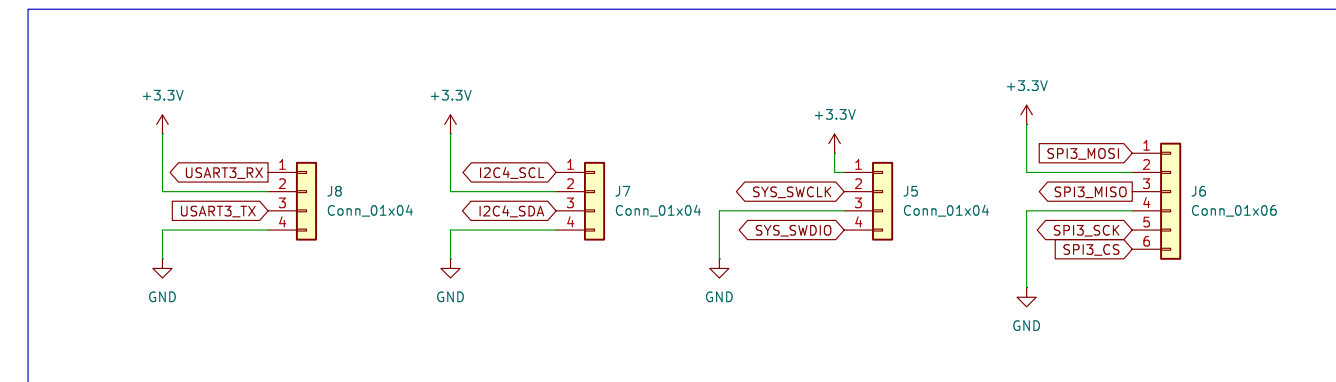 +3.3V
USART3_RX 1
2
USART3_TX 3
4
J8
Conn_01x04
GND
+3.3V
I2C4_SCL 1
2
I2C4_SDA 3
4
J7
Conn_01x04
GND
+3.3V
1
SYS_SWCLK 2
3
SYS_SWDIO 4
J5
Conn_01x04
GND
+3.3V
SPI3_MOSI 1
2
SPI3_MISO 3
4
SPI3_SCK 5
SPI3_CS 6
J6
Conn_01x06
GND